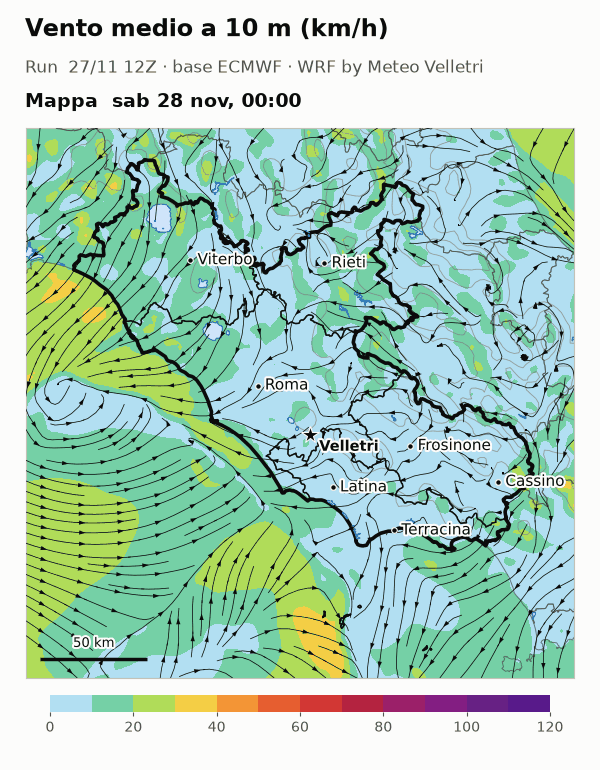 Vento medio a 10 m (km/h)
Run  27/11 12Z · base ECMWF · WRF by Meteo Velletri
Mappa  sab 28 nov, 00:00
Viterbo
Rieti
Roma
Velletri
Frosinone
Cassino
Latina
Terracina
50 km
0 20 40 60 80 100 120